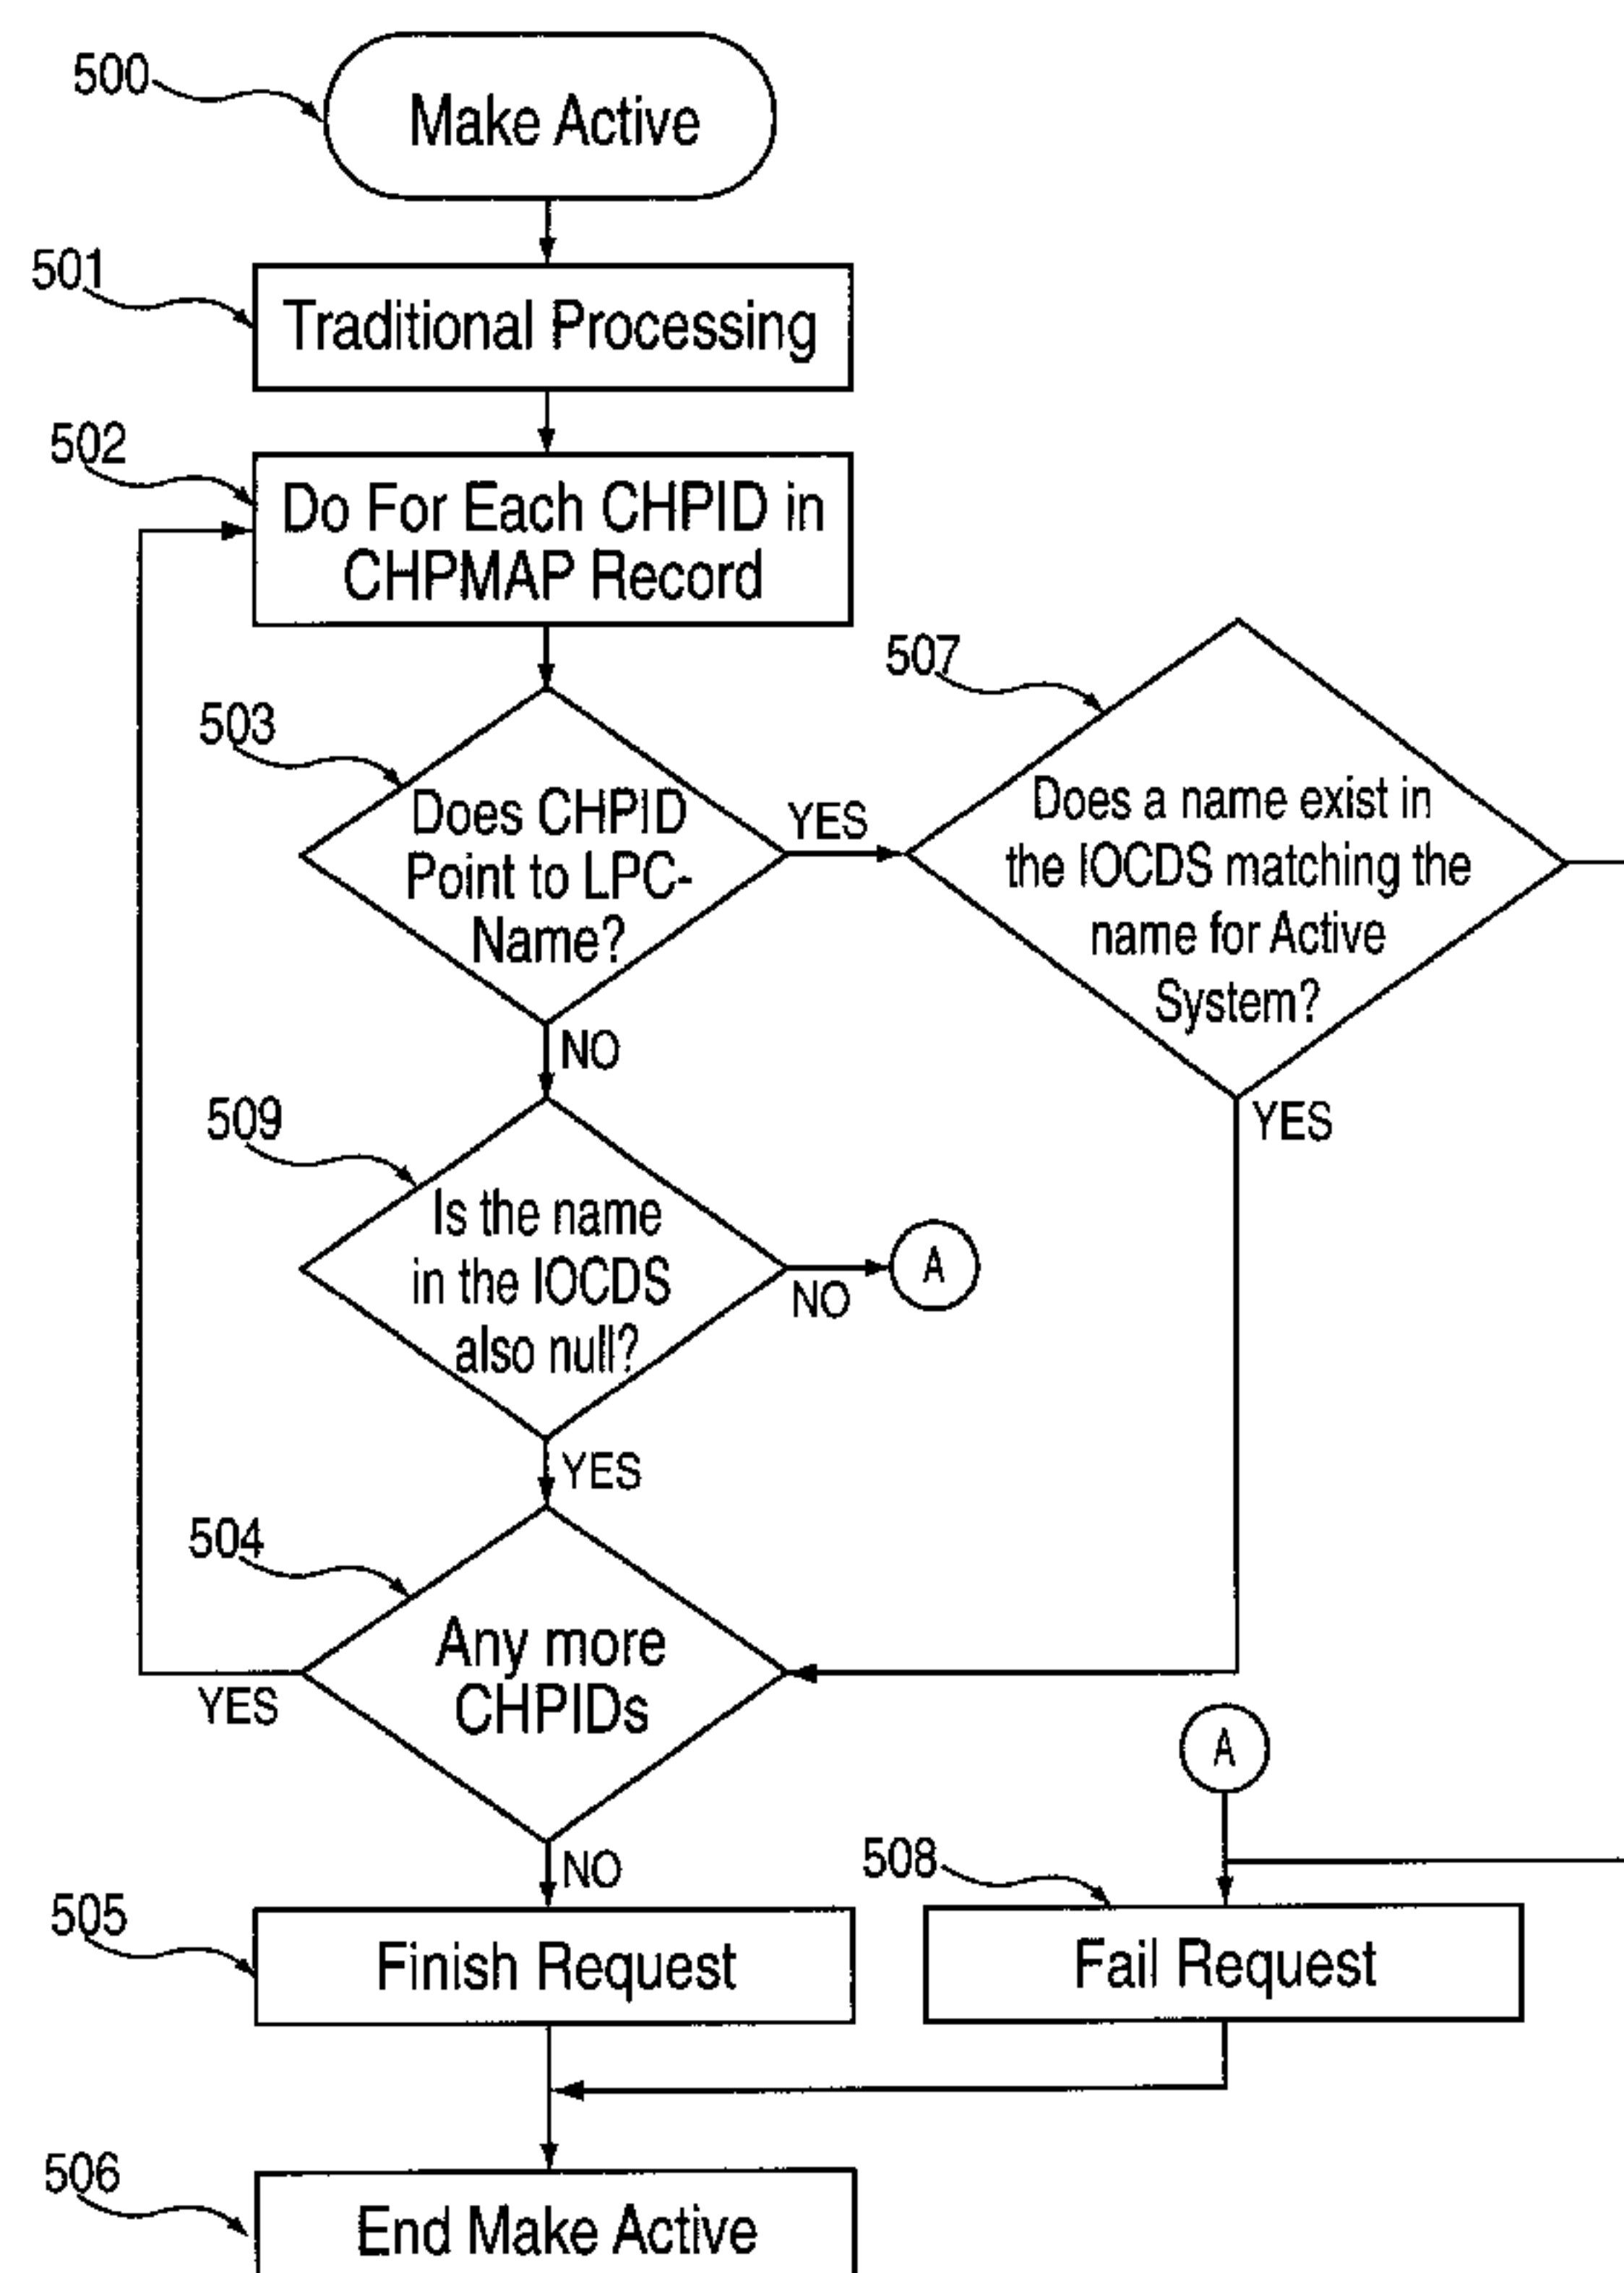 500
Make Active
501
Traditional Processing
502
Do For Each CHPID in
CHPMAP Record
503
Does CHPID
Point to LPC-
Name?
YES
507
Does a name exist in
the IOCDS matching the
name for Active
System?
NO
YES
509
Is the name
in the IOCDS
also null?
NO
A
YES
504
Any more
CHPIDs
YES
A
NO
508
505
Finish Request
Fail Request
506
End Make Active